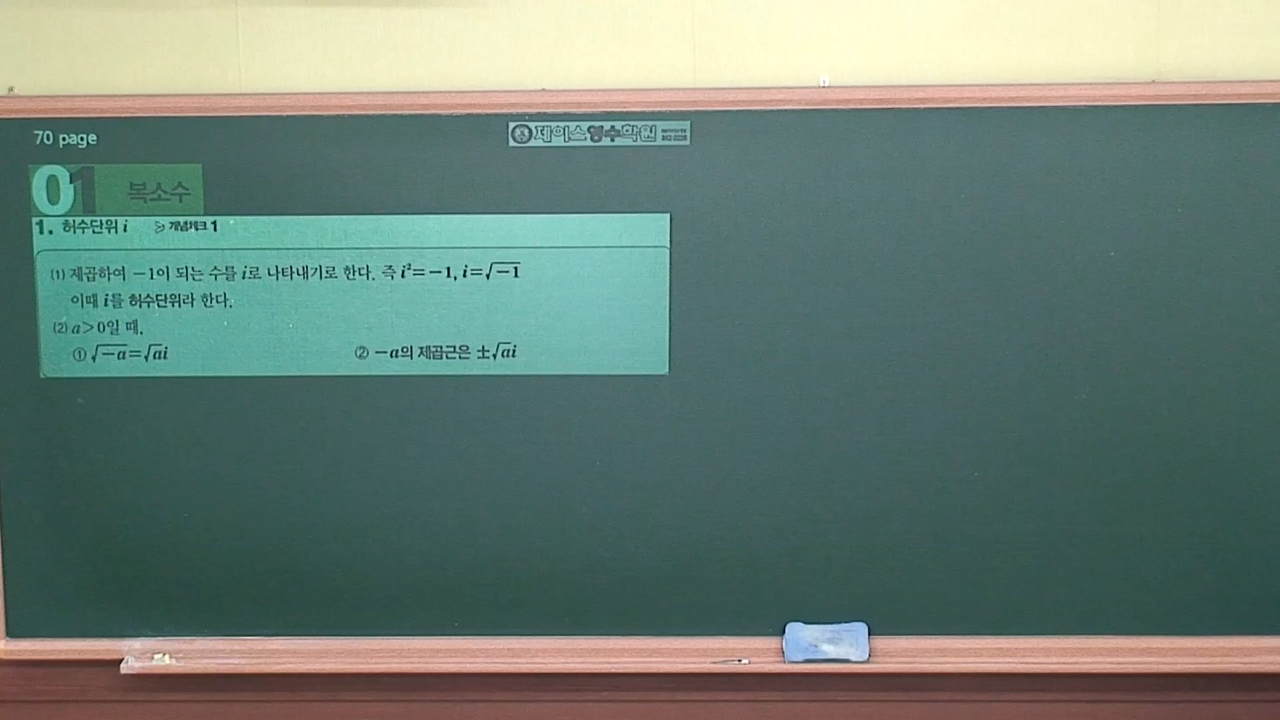 70 page
제이스영수학원
01 복소수
1. 허수단위 i ≫ 개념체크 1
(1) 제곱하여 −1이 되는 수를 i로 나타내기로 한다. 즉 i²=−1, i=√−1
이때 i를 허수단위라 한다.
(2) a>0일 때,
① √−a=√ai ② −a의 제곱근은 ±√ai